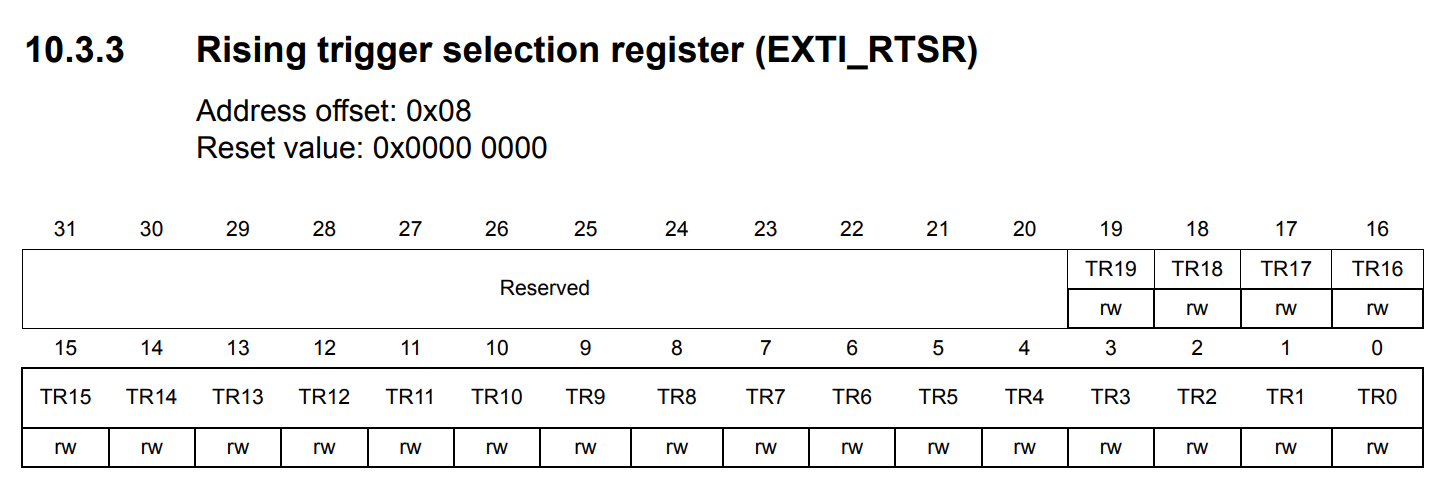 10.3.3 Rising trigger selection register (EXTI_RTSR)
Address offset: 0x08
Reset value: 0x0000 0000
31 30 29 28 27 26 25 24 23 22 21 20 19 18 17 16
Reserved TR19 TR18 TR17 TR16
rw rw rw rw
15 14 13 12 11 10 9 8 7 6 5 4 3 2 1 0
TR15 TR14 TR13 TR12 TR11 TR10 TR9 TR8 TR7 TR6 TR5 TR4 TR3 TR2 TR1 TR0
rw rw rw rw rw rw rw rw rw rw rw rw rw rw rw rw